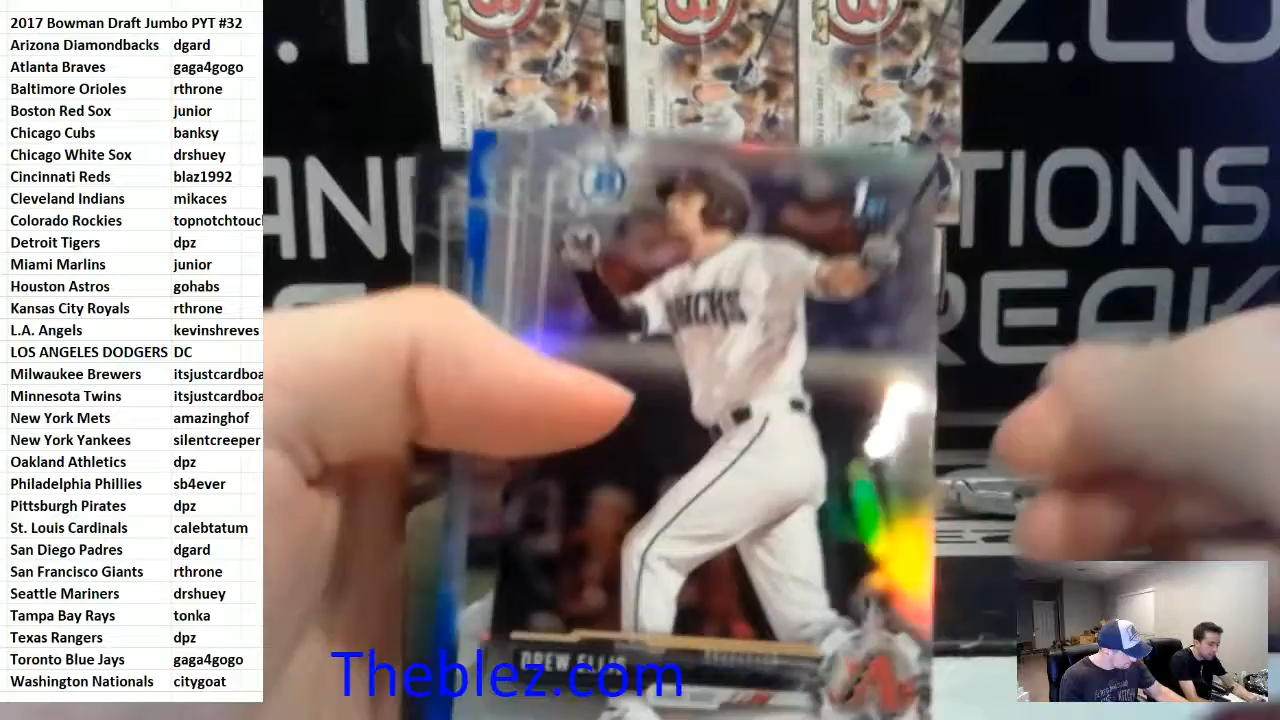 2017 Bowman Draft Jumbo PYT #32
Arizona Diamondbacks dgard
Atlanta Braves gaga4gogo
Baltimore Orioles rthrone
Boston Red Sox junior
Chicago Cubs banksy
Chicago White Sox drshuey
Cincinnati Reds blaz1992
Cleveland Indians mikaces
Colorado Rockies
Detroit Tigers dpz
Miami Marlins junior
Houston Astros gohabs
Kansas City Royals rthrone
L.A. Angels kevinshreves
LOS ANGELES DODGERS DC
Milwaukee Brewers
Minnesota Twins
New York Mets amazinghof
New York Yankees silentcreeper
Oakland Athletics dpz
Philadelphia Phillies sb4ever
Pittsburgh Pirates dpz
St. Louis Cardinals calebtatum
San Diego Padres dgard
San Francisco Giants rthrone
Seattle Mariners drshuey
Tampa Bay Rays tonka
Texas Rangers dpz
Toronto Blue Jays gaga4gogo
Washington Nationals citygoat
1st
DREW ELLIS
Theblez.com